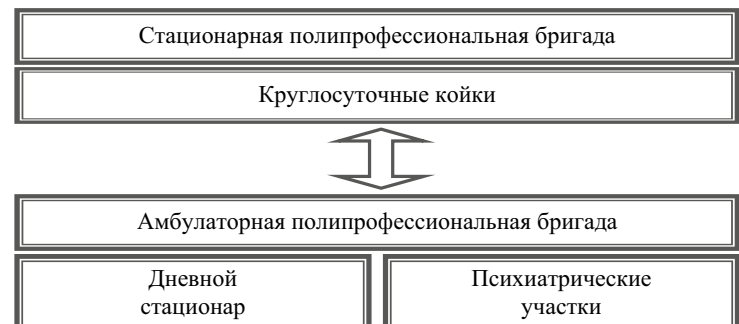 Стационарная полипрофессиональная бригада
Круглосуточные койки
Амбулаторная полипрофессиональная бригада
Дневной
стационар
Психиатрические
участки